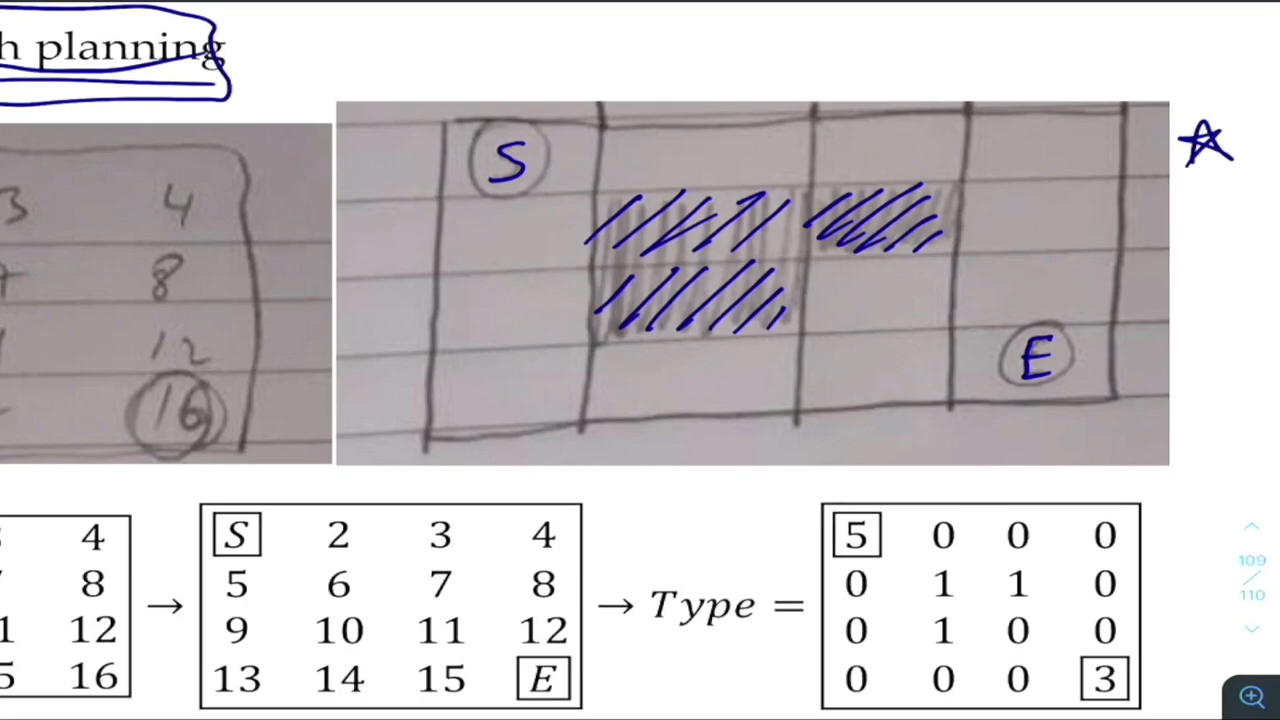 h planning
3 4
8
12
16
S
E
4
8
1 12
5 16
→
S 2 3 4
5 6 7 8
9 10 11 12
13 14 15 E
→ Type =
5 0 0 0
0 1 1 0
0 1 0 0
0 0 0 3
109
/
110